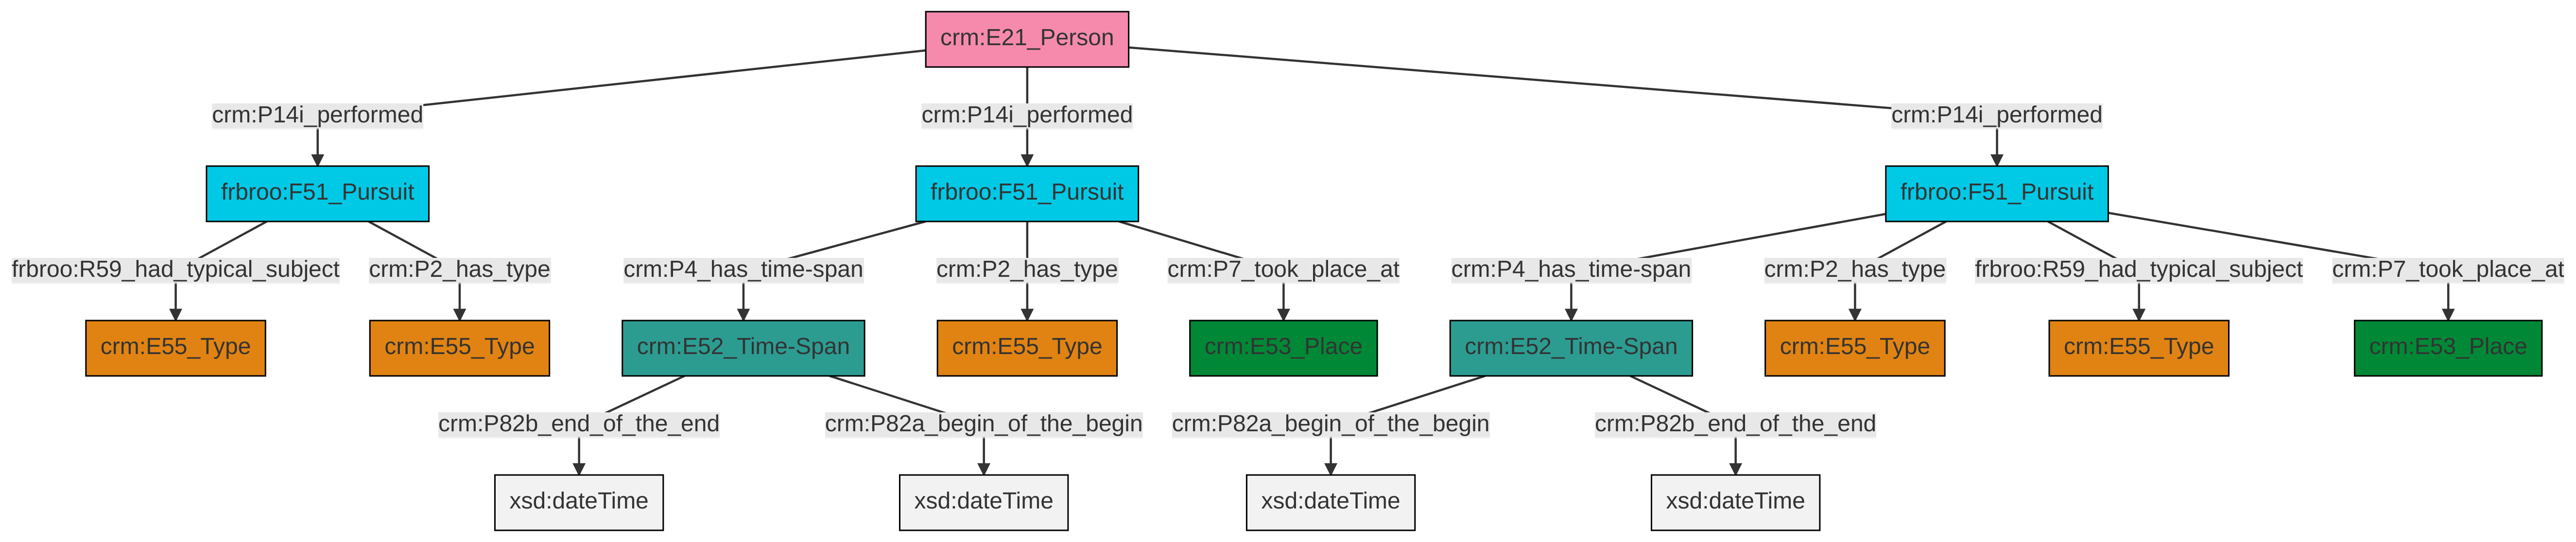 crm:E21_Person
crm:P14i_performed
crm:P14i_performed
crm:P14i_performed
frbroo:F51_Pursuit
frbroo:F51_Pursuit
frbroo:F51_Pursuit
frbroo:R59_had_typical_subject
crm:P2_has_type
crm:P4_has_time-span
crm:P2_has_type
crm:P7_took_place_at
crm:P4_has_time-span
crm:P2_has_type
frbroo:R59_had_typical_subject
crm:P7_took_place_at
crm:E55_Type
crm:E55_Type
crm:E52_Time-Span
crm:E55_Type
crm:E53_Place
crm:E52_Time-Span
crm:E55_Type
crm:E55_Type
crm:E53_Place
crm:P82b_end_of_the_end
crm:P82a_begin_of_the_begin
crm:P82a_begin_of_the_begin
crm:P82b_end_of_the_end
xsd:dateTime
xsd:dateTime
xsd:dateTime
xsd:dateTime